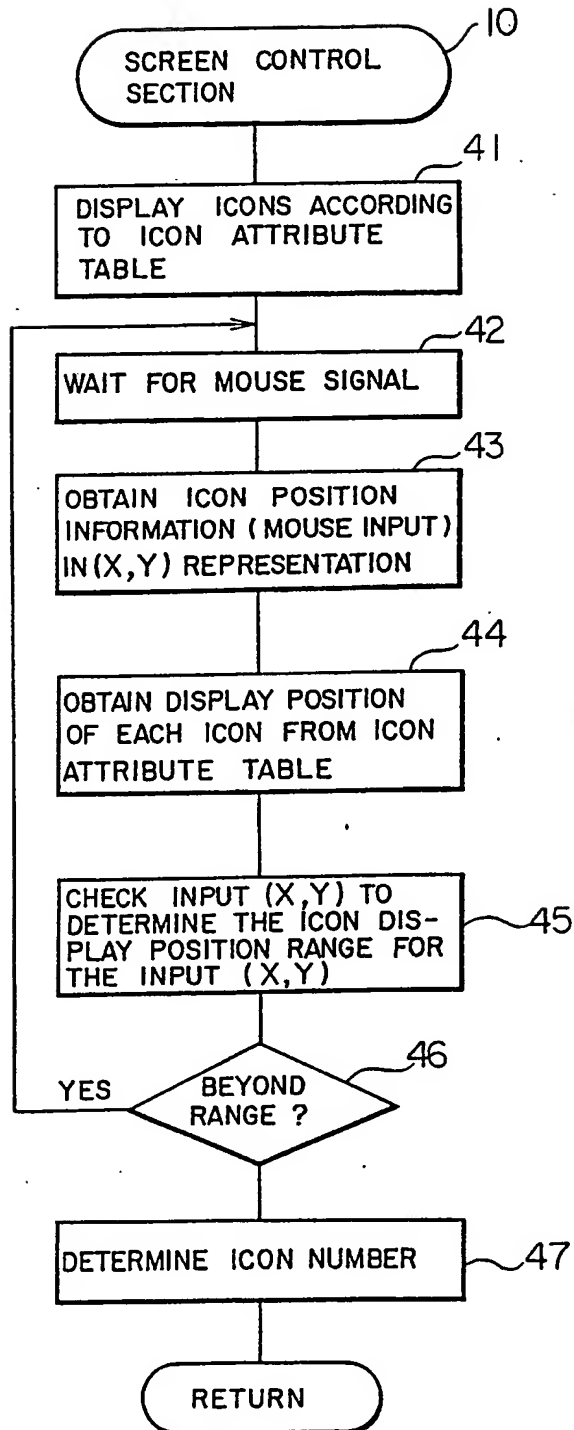 10
SCREEN CONTROL
SECTION
41
DISPLAY ICONS ACCORDING
TO ICON ATTRIBUTE
TABLE
42
WAIT FOR MOUSE SIGNAL
43
OBTAIN ICON POSITION
INFORMATION (MOUSE INPUT)
IN (X,Y) REPRESENTATION
44
OBTAIN DISPLAY POSITION
OF EACH ICON FROM ICON
ATTRIBUTE TABLE
CHECK INPUT (X,Y) TO
DETERMINE THE ICON DIS-
PLAY POSITION RANGE FOR
THE INPUT (X,Y)
45
46
YES
BEYOND
RANGE ?
DETERMINE ICON NUMBER
47
RETURN